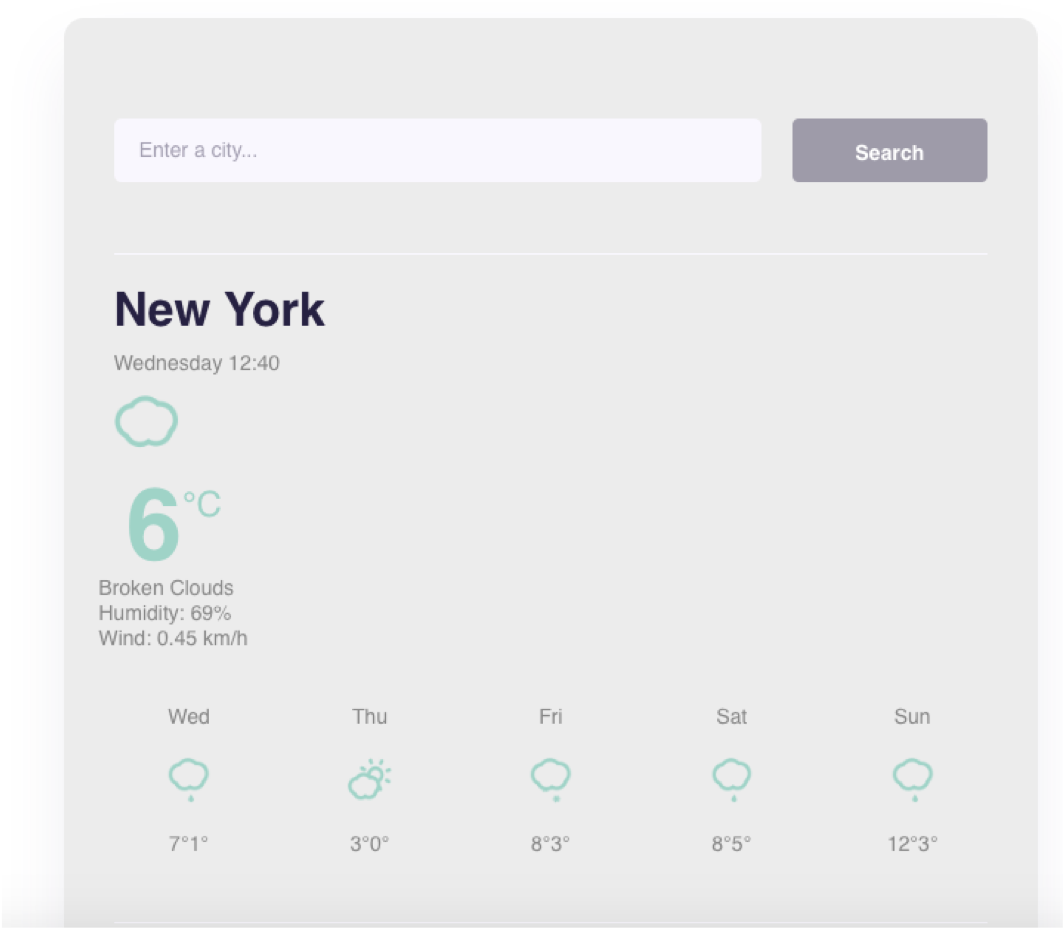 Enter a city...
Search
New York
Wednesday 12:40
6°C
Broken Clouds
Humidity: 69%
Wind: 0.45 km/h
Wed Thu Fri Sat Sun
7°1° 3°0° 8°3° 8°5° 12°3°